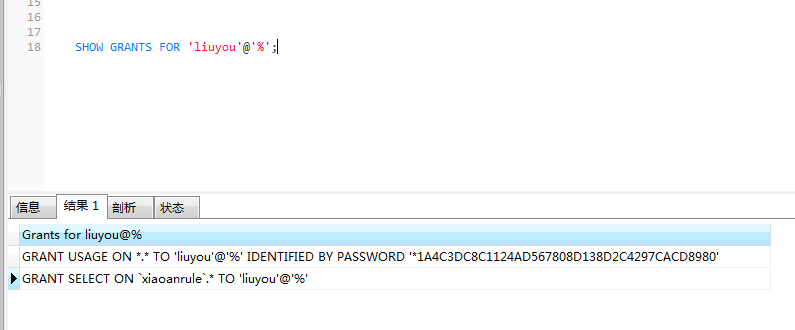 15
16
17
18 SHOW GRANTS FOR 'liuyou'@'%';
信息 结果 1 剖析 状态
Grants for liuyou@%
GRANT USAGE ON *.* TO 'liuyou'@'%' IDENTIFIED BY PASSWORD '*1A4C3DC8C1124AD567808D138D2C4297CACD8980'
GRANT SELECT ON `xiaoanrule`.* TO 'liuyou'@'%'